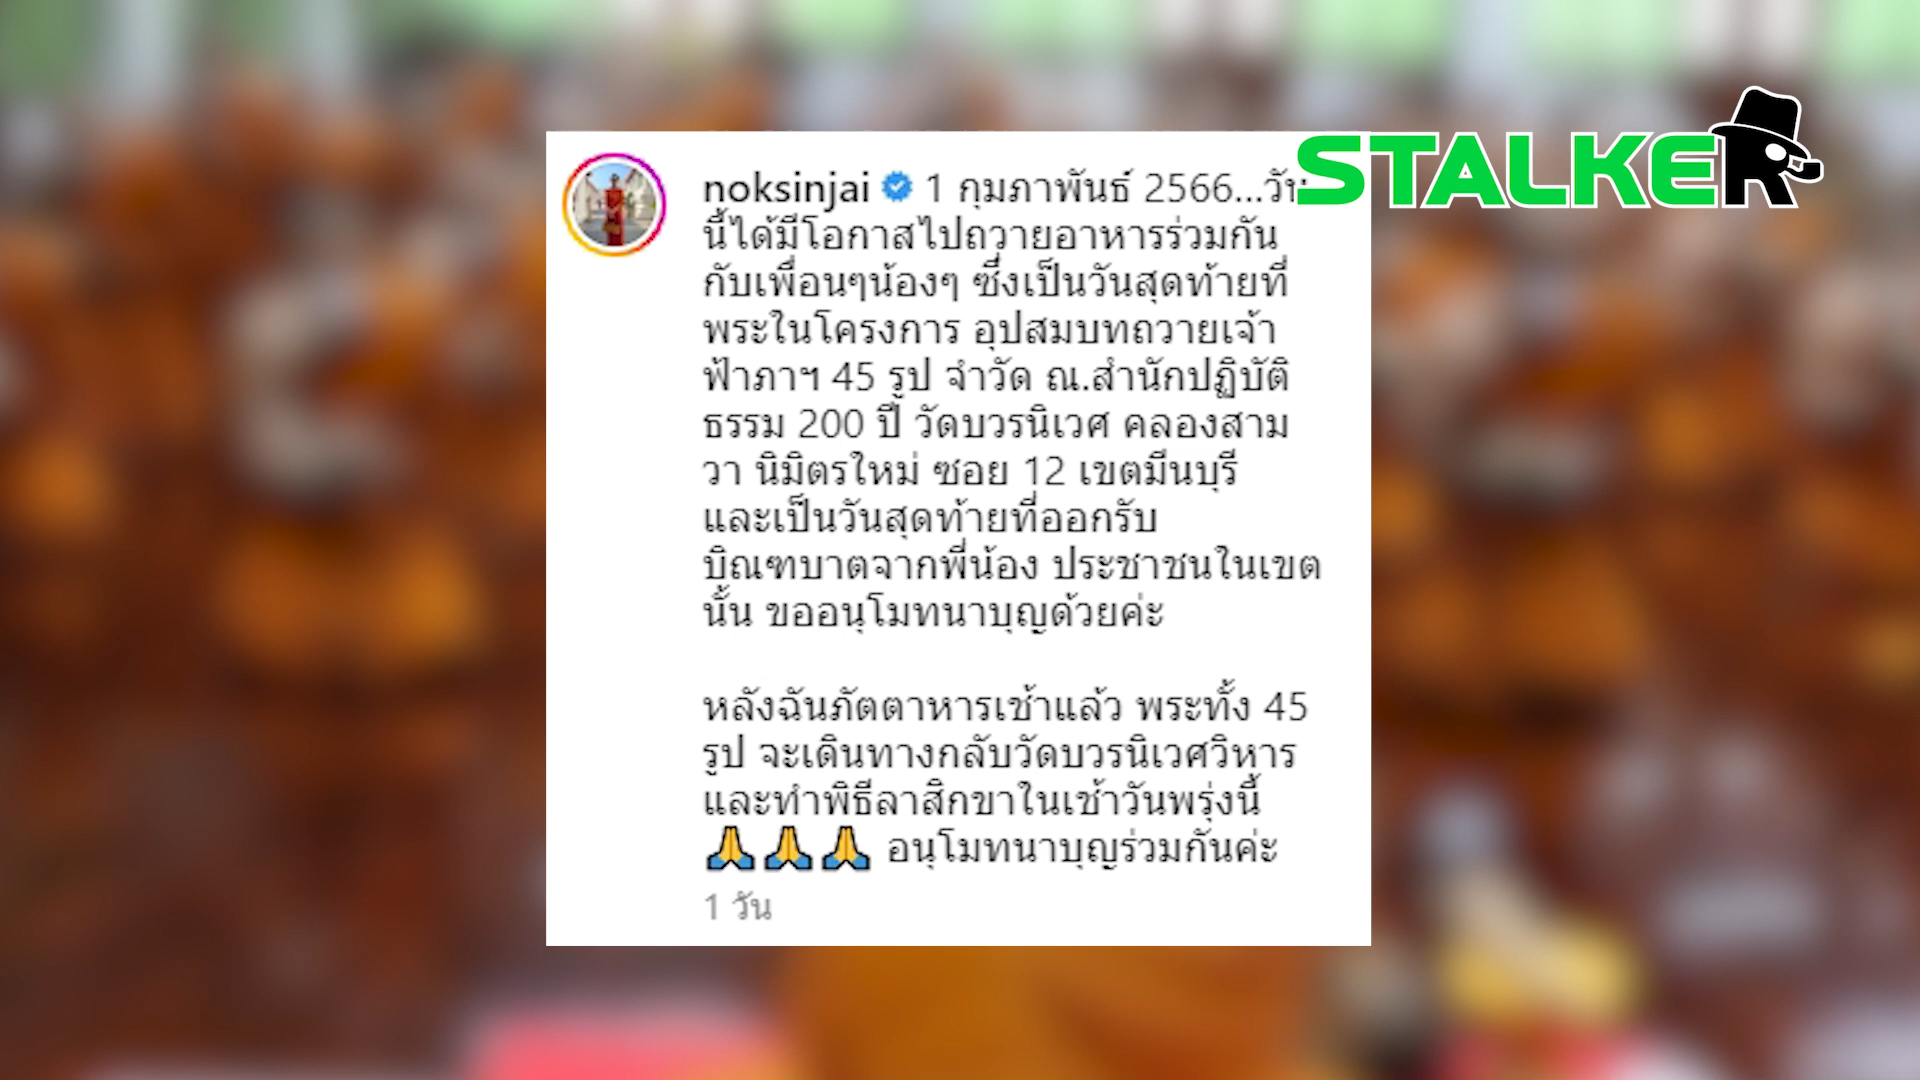 STALKER
noksinjai 1 กุมภาพันธ์ 2566...วัน
นี้ได้มีโอกาสไปถวายอาหารร่วมกัน
กับเพื่อนๆน้องๆ ซึ่งเป็นวันสุดท้ายที่
พระในโครงการ อุปสมบทถวายเจ้า
ฟ้าภาฯ 45 รูป จำวัด ณ.สำนักปฏิบัติ
ธรรม 200 ปี วัดบวรนิเวศ คลองสาม
วา นิมิตรใหม่ ซอย 12 เขตมีนบุรี
และเป็นวันสุดท้ายที่ออกรับ
บิณฑบาตจากพี่น้อง ประชาชนในเขต
นั้น ขออนุโมทนาบุญด้วยค่ะ
หลังฉันภัตตาหารเช้าแล้ว พระทั้ง 45
รูป จะเดินทางกลับวัดบวรนิเวศวิหาร
และทำพิธีลาสิกขาในเช้าวันพรุ่งนี้
🙏🙏🙏 อนุโมทนาบุญร่วมกันค่ะ
1 วัน